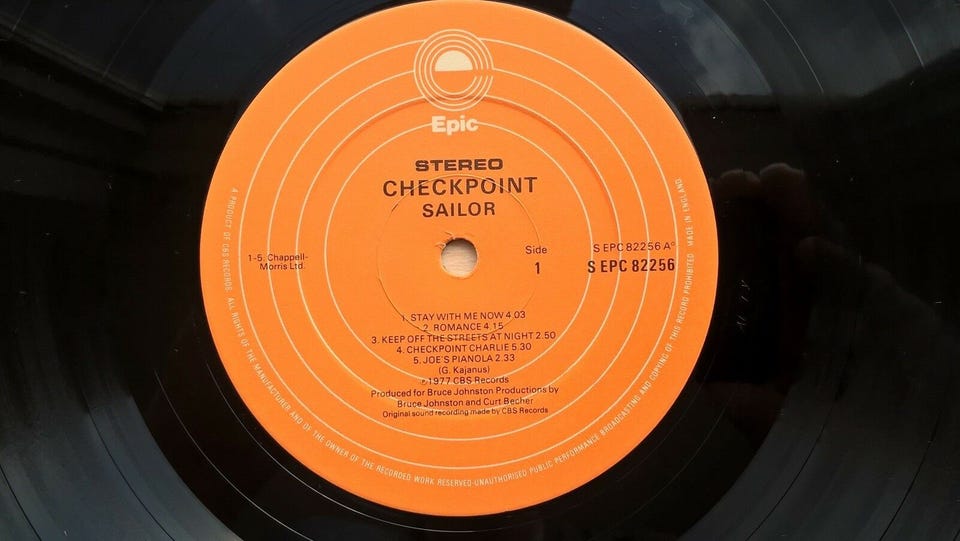 Epic
STEREO
CHECKPOINT
SAILOR
1-5. Chappell-
Morris Ltd.
Side
1
S EPC 82256 A°
S EPC 82256
1. STAY WITH ME NOW 4.03
2. ROMANCE 4.15
3. KEEP OFF THE STREETS AT NIGHT 2.50
4. CHECKPOINT CHARLIE 5.30
5. JOE'S PIANOLA 2.33
(G. Kajanus)
℗1977 CBS Records
Produced for Bruce Johnston Productions by
Bruce Johnston and Curt Becher
Original sound recording made by CBS Records
A PRODUCT OF CBS RECORDS. ALL RIGHTS OF THE MANUFACTURER AND OF THE OWNER OF THE RECORDED WORK RESERVED-UNAUTHORISED PUBLIC PERFORMANCE BROADCASTING AND COPYING OF THIS RECORD PROHIBITED MADE IN ENGLAND